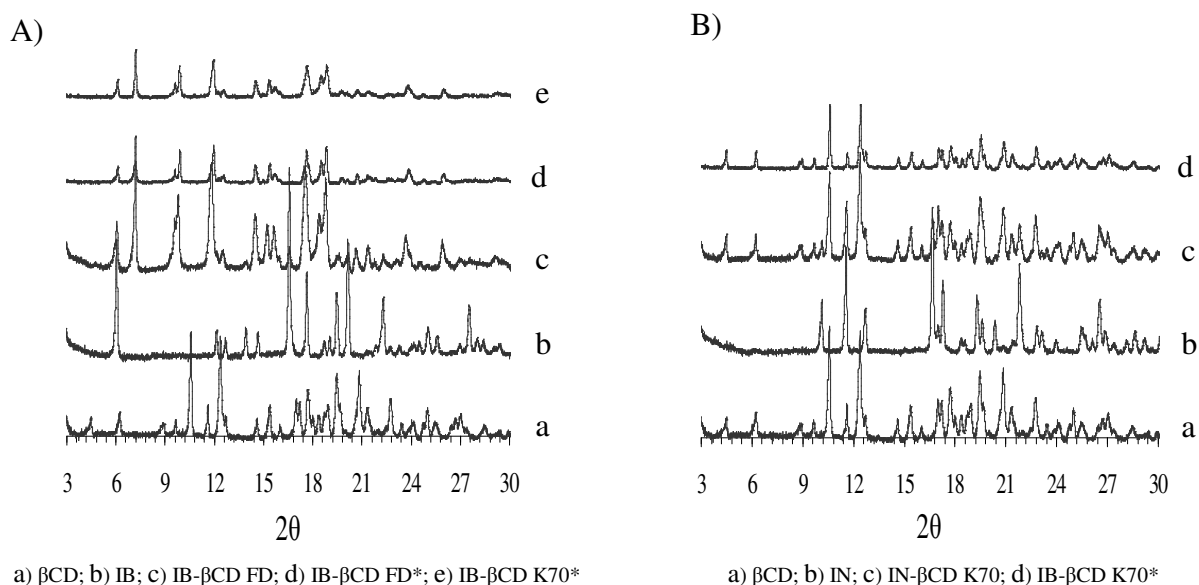 A)
e
d
c
b
a
3 6 9 12 15 18 21 24 27 30
2θ
a) βCD; b) IB; c) IB-βCD FD; d) IB-βCD FD*; e) IB-βCD K70*
B)
d
c
b
a
3 6 9 12 15 18 21 24 27 30
2θ
a) βCD; b) IN; c) IN-βCD K70; d) IB-βCD K70*